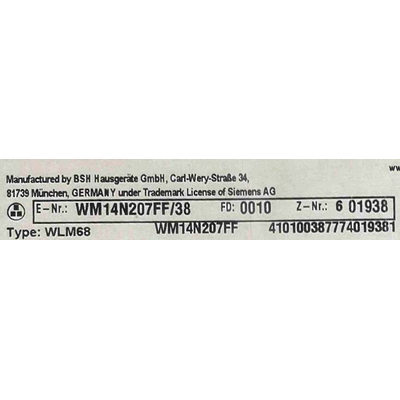 ww
Manufactured by BSH Hausgeräte GmbH, Carl-Wery-Straße 34,
81739 München, GERMANY under Trademark License of Siemens AG
E-Nr.: WM14N207FF/38 FD: 0010 Z-Nr.: 6 01938
Type: WLM68 WM14N207FF 410100387774019381